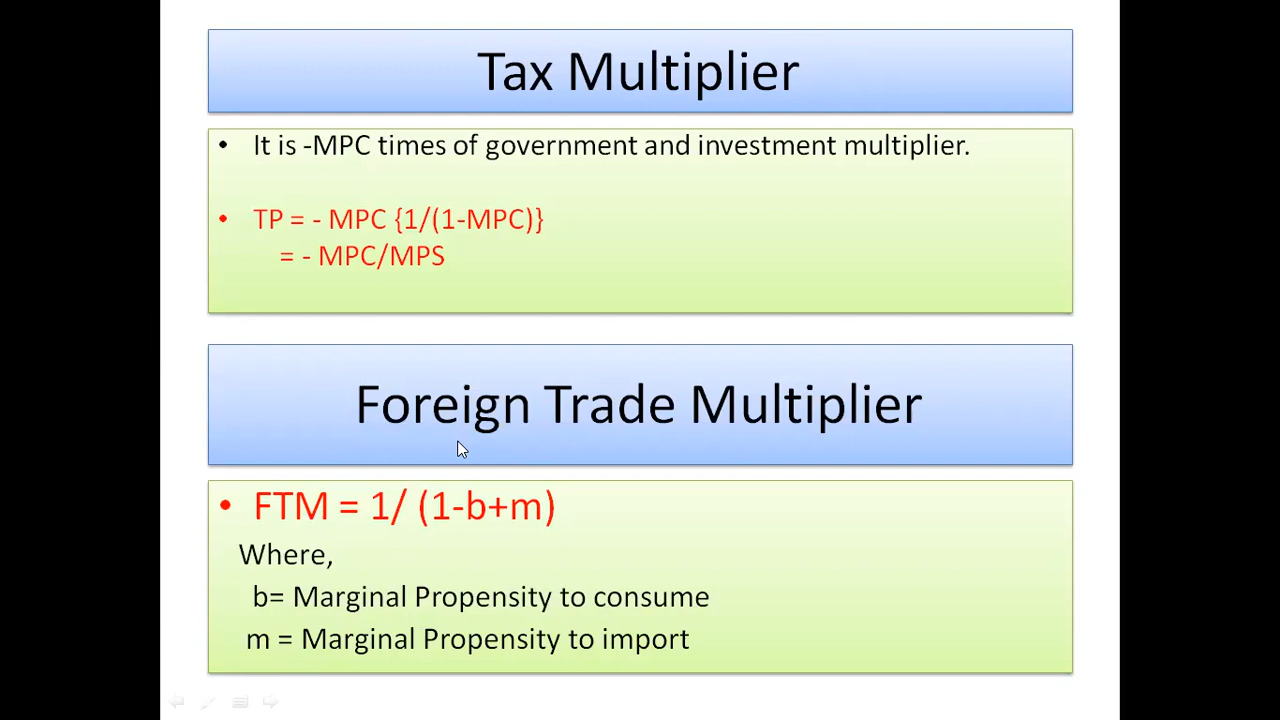 Tax Multiplier
• It is -MPC times of government and investment multiplier.
• TP = - MPC {1/(1-MPC)}
= - MPC/MPS
Foreign Trade Multiplier
• FTM = 1/ (1-b+m)
Where,
b= Marginal Propensity to consume
m = Marginal Propensity to import